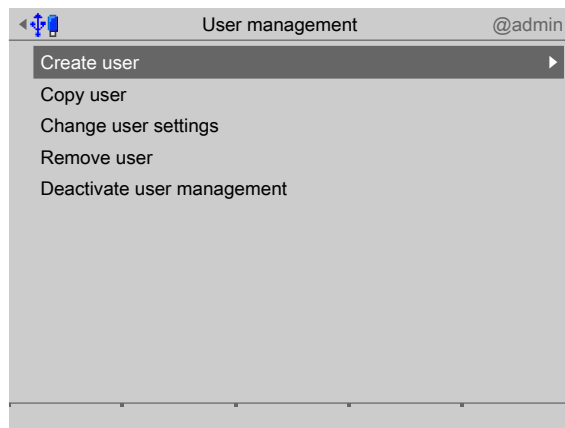 User management @admin
Create user
Copy user
Change user settings
Remove user
Deactivate user management